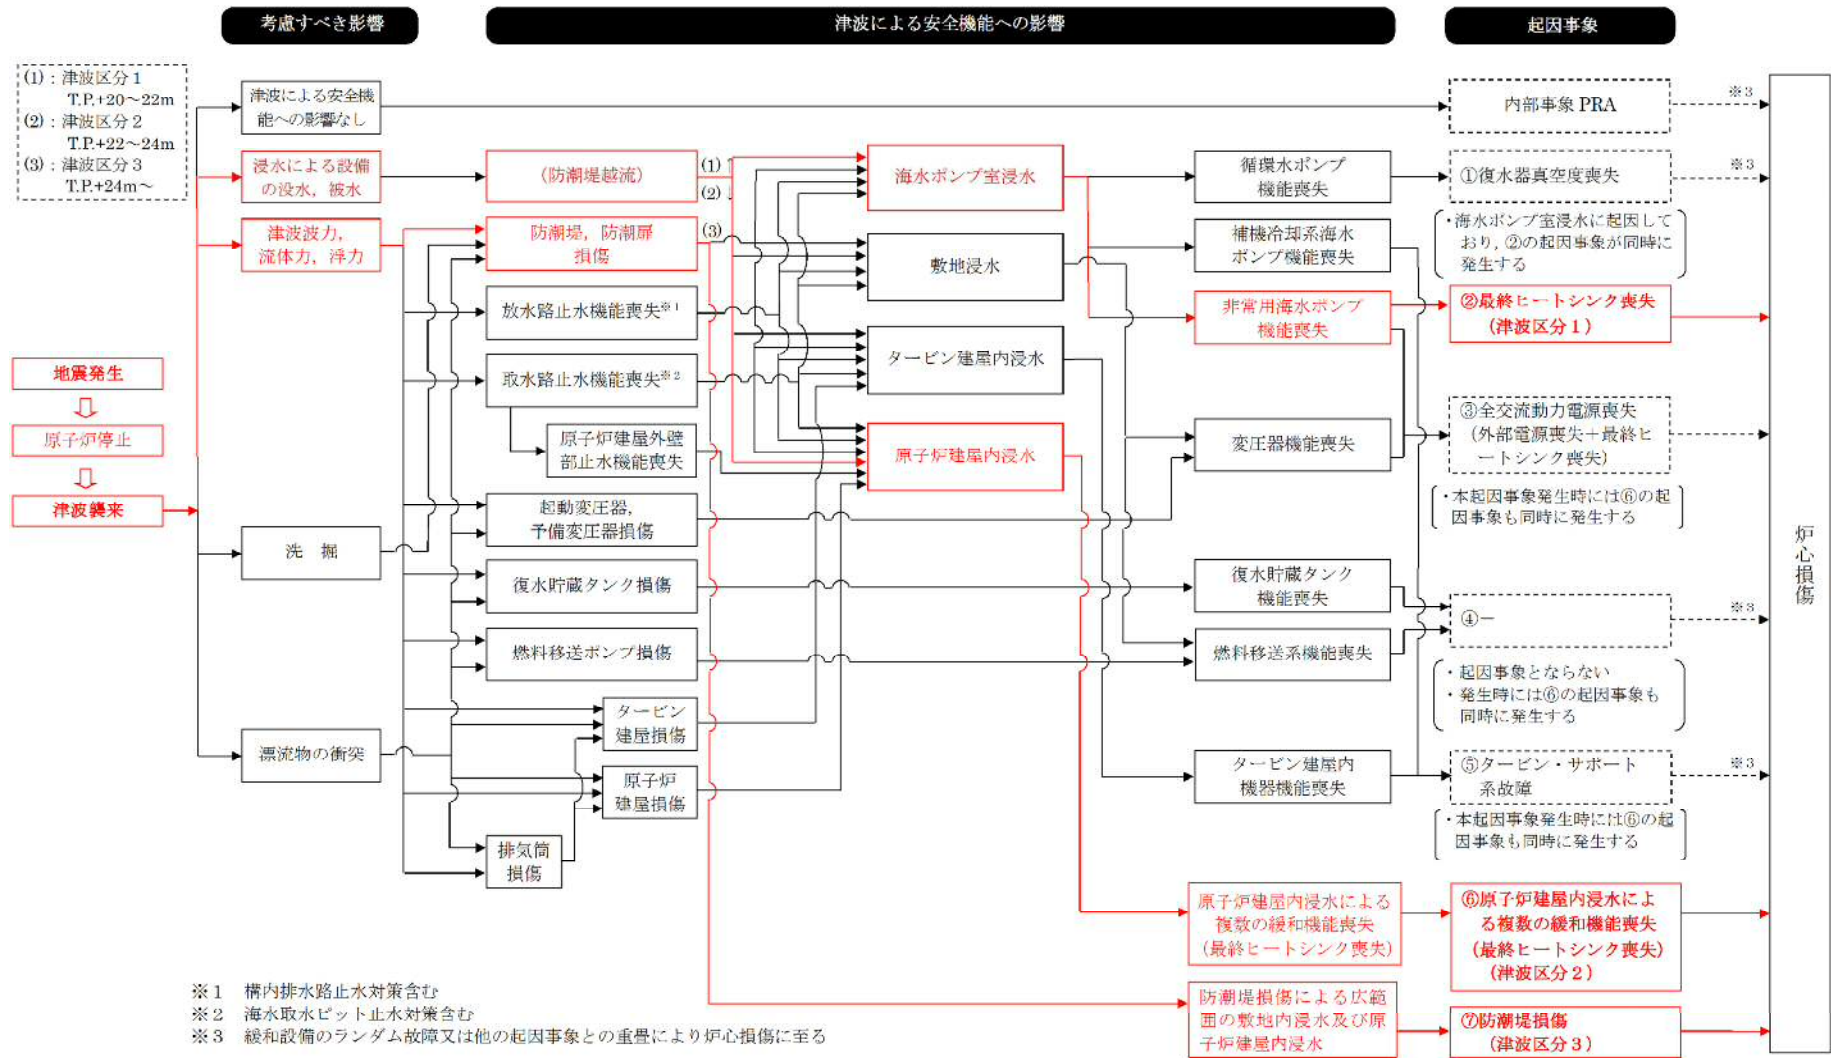 考慮すべき影響
津波による安全機能への影響
起因事象
(1)：津波区分1
T.P.+20～22m
(2)：津波区分2
T.P.+22～24m
(3)：津波区分3
T.P.+24m～
地震発生
原子炉停止
津波襲来
津波による安全機
能への影響なし
浸水による設備
の没水，被水
津波波力，
流体力，浮力
洗　掘
漂流物の衝突
（防潮堤越流）
(1)
(2)
防潮堤，防潮扉
損傷
(3)
放水路止水機能喪失※1
取水路止水機能喪失※2
原子炉建屋外壁
部止水機能喪失
起動変圧器，
予備変圧器損傷
復水貯蔵タンク損傷
燃料移送ポンプ損傷
タービン
建屋損傷
原子炉
建屋損傷
排気筒
損傷
海水ポンプ室浸水
敷地浸水
タービン建屋内浸水
原子炉建屋内浸水
循環水ポンプ
機能喪失
補機冷却系海水
ポンプ機能喪失
非常用海水ポンプ
機能喪失
変圧器機能喪失
復水貯蔵タンク
機能喪失
燃料移送系機能喪失
タービン建屋内
機器機能喪失
原子炉建屋内浸水による
複数の緩和機能喪失
（最終ヒートシンク喪失）
防潮堤損傷による広範
囲の敷地内浸水及び原
子炉建屋内浸水
内部事象 PRA
※3
①復水器真空度喪失
※3
・海水ポンプ室浸水に起因して
おり，②の起因事象が同時に
発生する
②最終ヒートシンク喪失
（津波区分1）
③全交流動力電源喪失
（外部電源喪失＋最終ヒ
ートシンク喪失）
※3
・本起因事象発生時には⑥の起
因事象も同時に発生する
④－
※3
・起因事象とならない
・発生時には⑥の起因事象も
同時に発生する
⑤タービン・サポート
系故障
※3
・本起因事象発生時には⑥の起
因事象も同時に発生する
⑥原子炉建屋内浸水によ
る複数の緩和機能喪失
（最終ヒートシンク喪失）
（津波区分2）
⑦防潮堤損傷
（津波区分3）
炉心損傷
※1　構内排水路止水対策含む
※2　海水取水ピット止水対策含む
※3　緩和設備のランダム故障又は他の起因事象との重畳により炉心損傷に至る